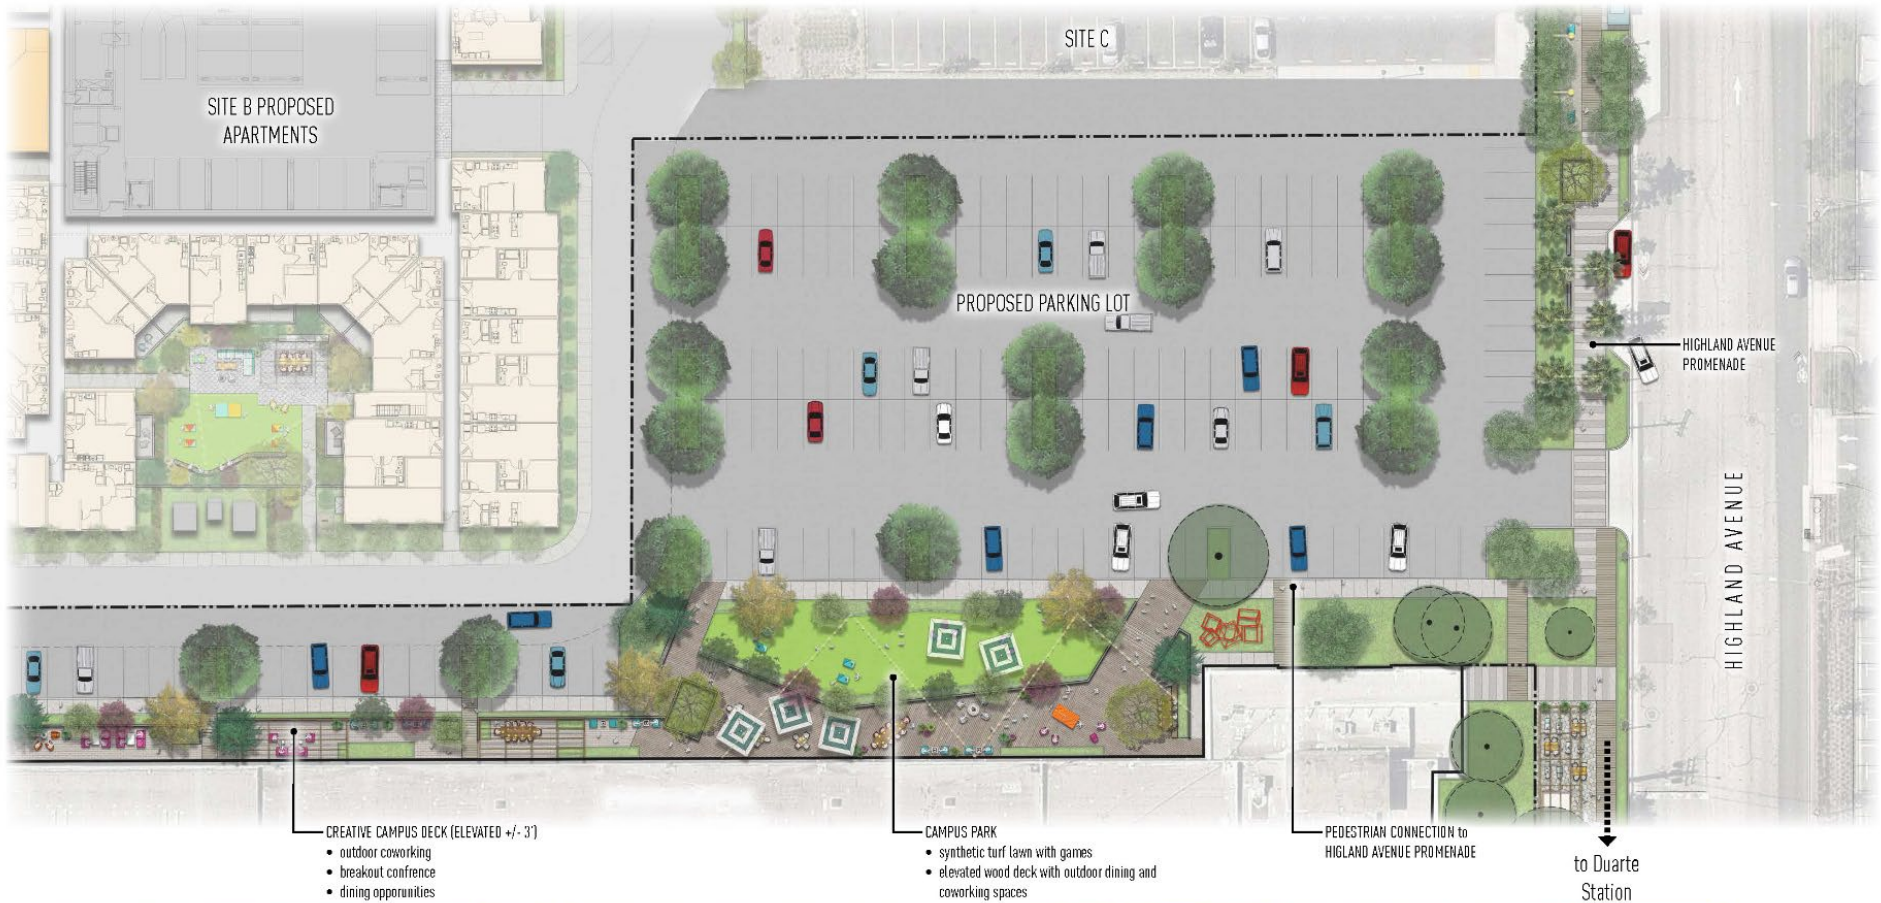 SITE C
SITE B PROPOSED
APARTMENTS
PROPOSED PARKING LOT
HIGHLAND AVENUE
PROMENADE
HIGHLAND AVENUE
CREATIVE CAMPUS DECK (ELEVATED +/- 3')
• outdoor coworking
• breakout confrence
• dining opporunities
CAMPUS PARK
• synthetic turf lawn with games
• elevated wood deck with outdoor dining and
coworking spaces
PEDESTRIAN CONNECTION to
HIGLAND AVENUE PROMENADE
to Duarte
Station